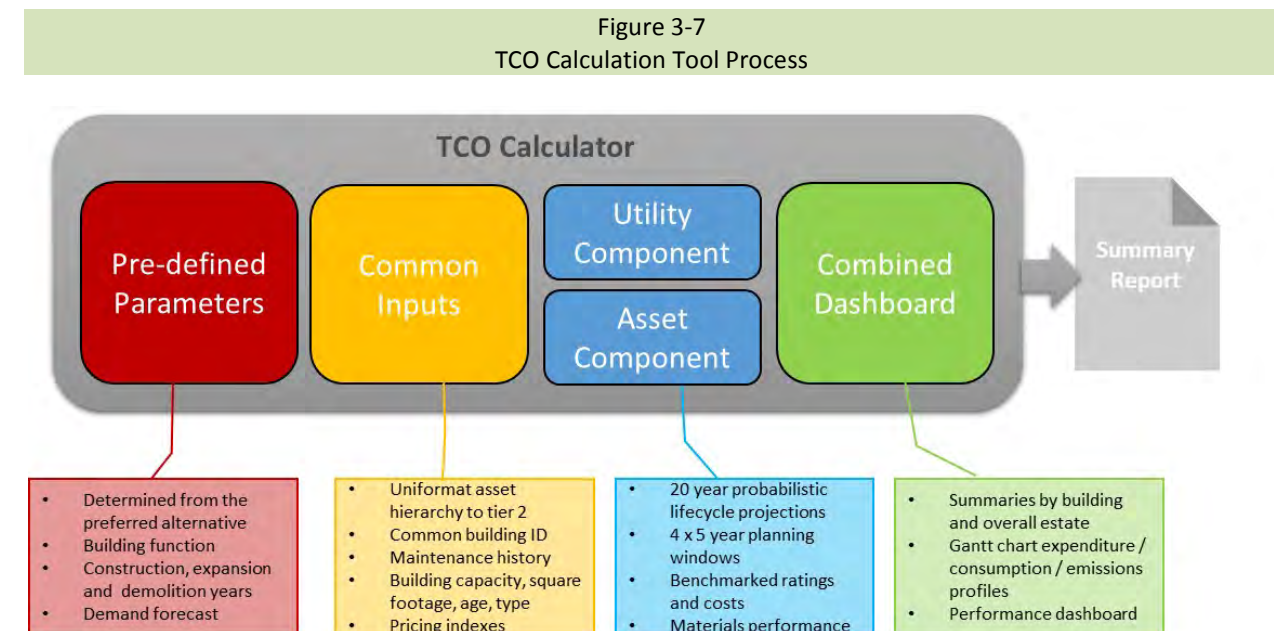 Figure 3-7
TCO Calculation Tool Process
TCO Calculator
Pre-defined
Parameters
Common
Inputs
Utility
Component
Asset
Component
Combined
Dashboard
Summary
Report
• Determined from the
preferred alternative
• Building function
• Construction, expansion
and demolition years
• Demand forecast
• Uniformat asset
hierarchy to tier 2
• Common building ID
• Maintenance history
• Building capacity, square
footage, age, type
• Pricing indexes
• 20 year probabilistic
lifecycle projections
• 4 x 5 year planning
windows
• Benchmarked ratings
and costs
• Materials performance
• Summaries by building
and overall estate
• Gantt chart expenditure /
consumption / emissions
profiles
• Performance dashboard